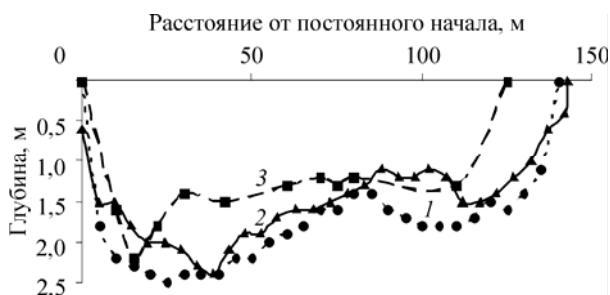 Расстояние от постоянного начала, м
0 50 100 150
Глубина, м
0,5
1,0
1,5
2,0
2,5
3
2
1